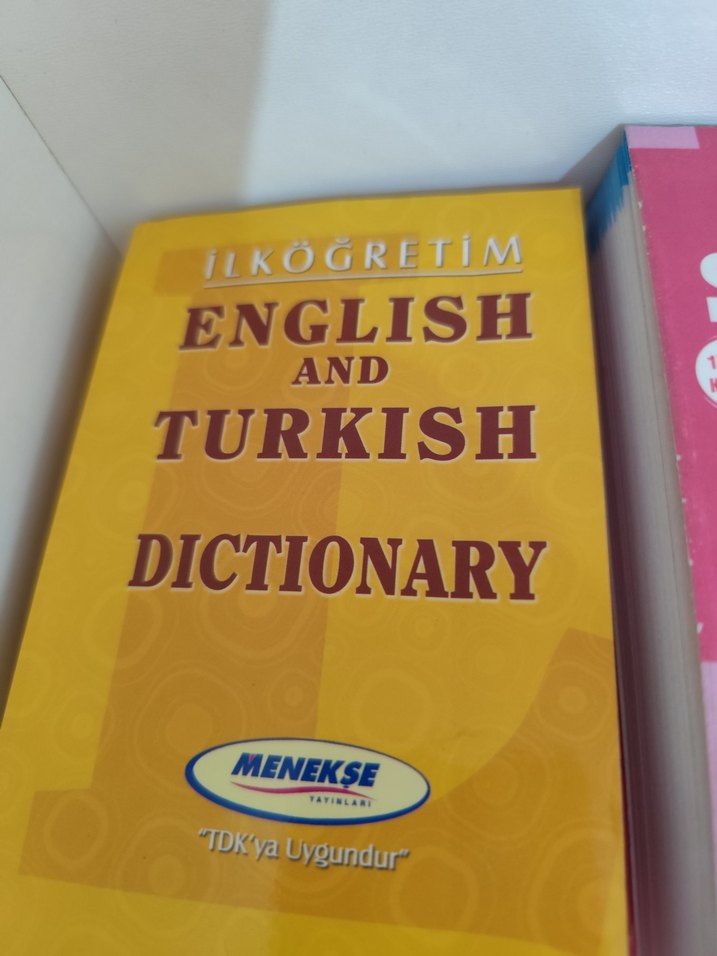 İLKÖĞRETİM
ENGLISH
AND
TURKISH
DICTIONARY
MENEKŞE
YAYINLARI
"TDK'ya Uygundur"